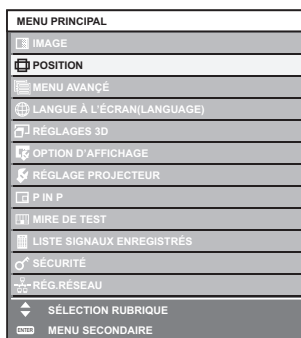 MENU PRINCIPAL
IMAGE
POSITION
MENU AVANÇÉ
LANGUE À L'ÉCRAN(LANGUAGE)
RÉGLAGES 3D
OPTION D'AFFICHAGE
RÉGLAGE PROJECTEUR
P IN P
MIRE DE TEST
LISTE SIGNAUX ENREGISTRÉS
SÉCURITÉ
RÉG.RÉSEAU
SÉLECTION RUBRIQUE
ENTER MENU SECONDAIRE